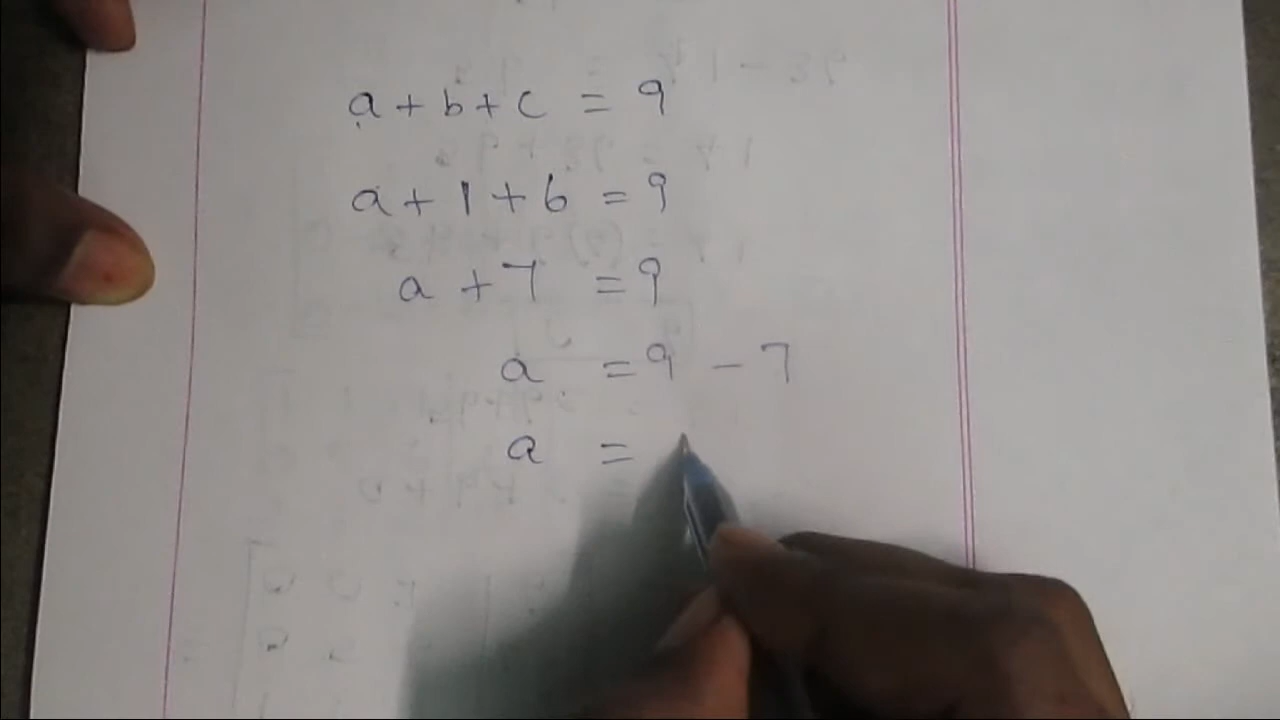 a + b + c = 9
a + 1 + 6 = 9
a + 7 = 9
a = 9 - 7
a =